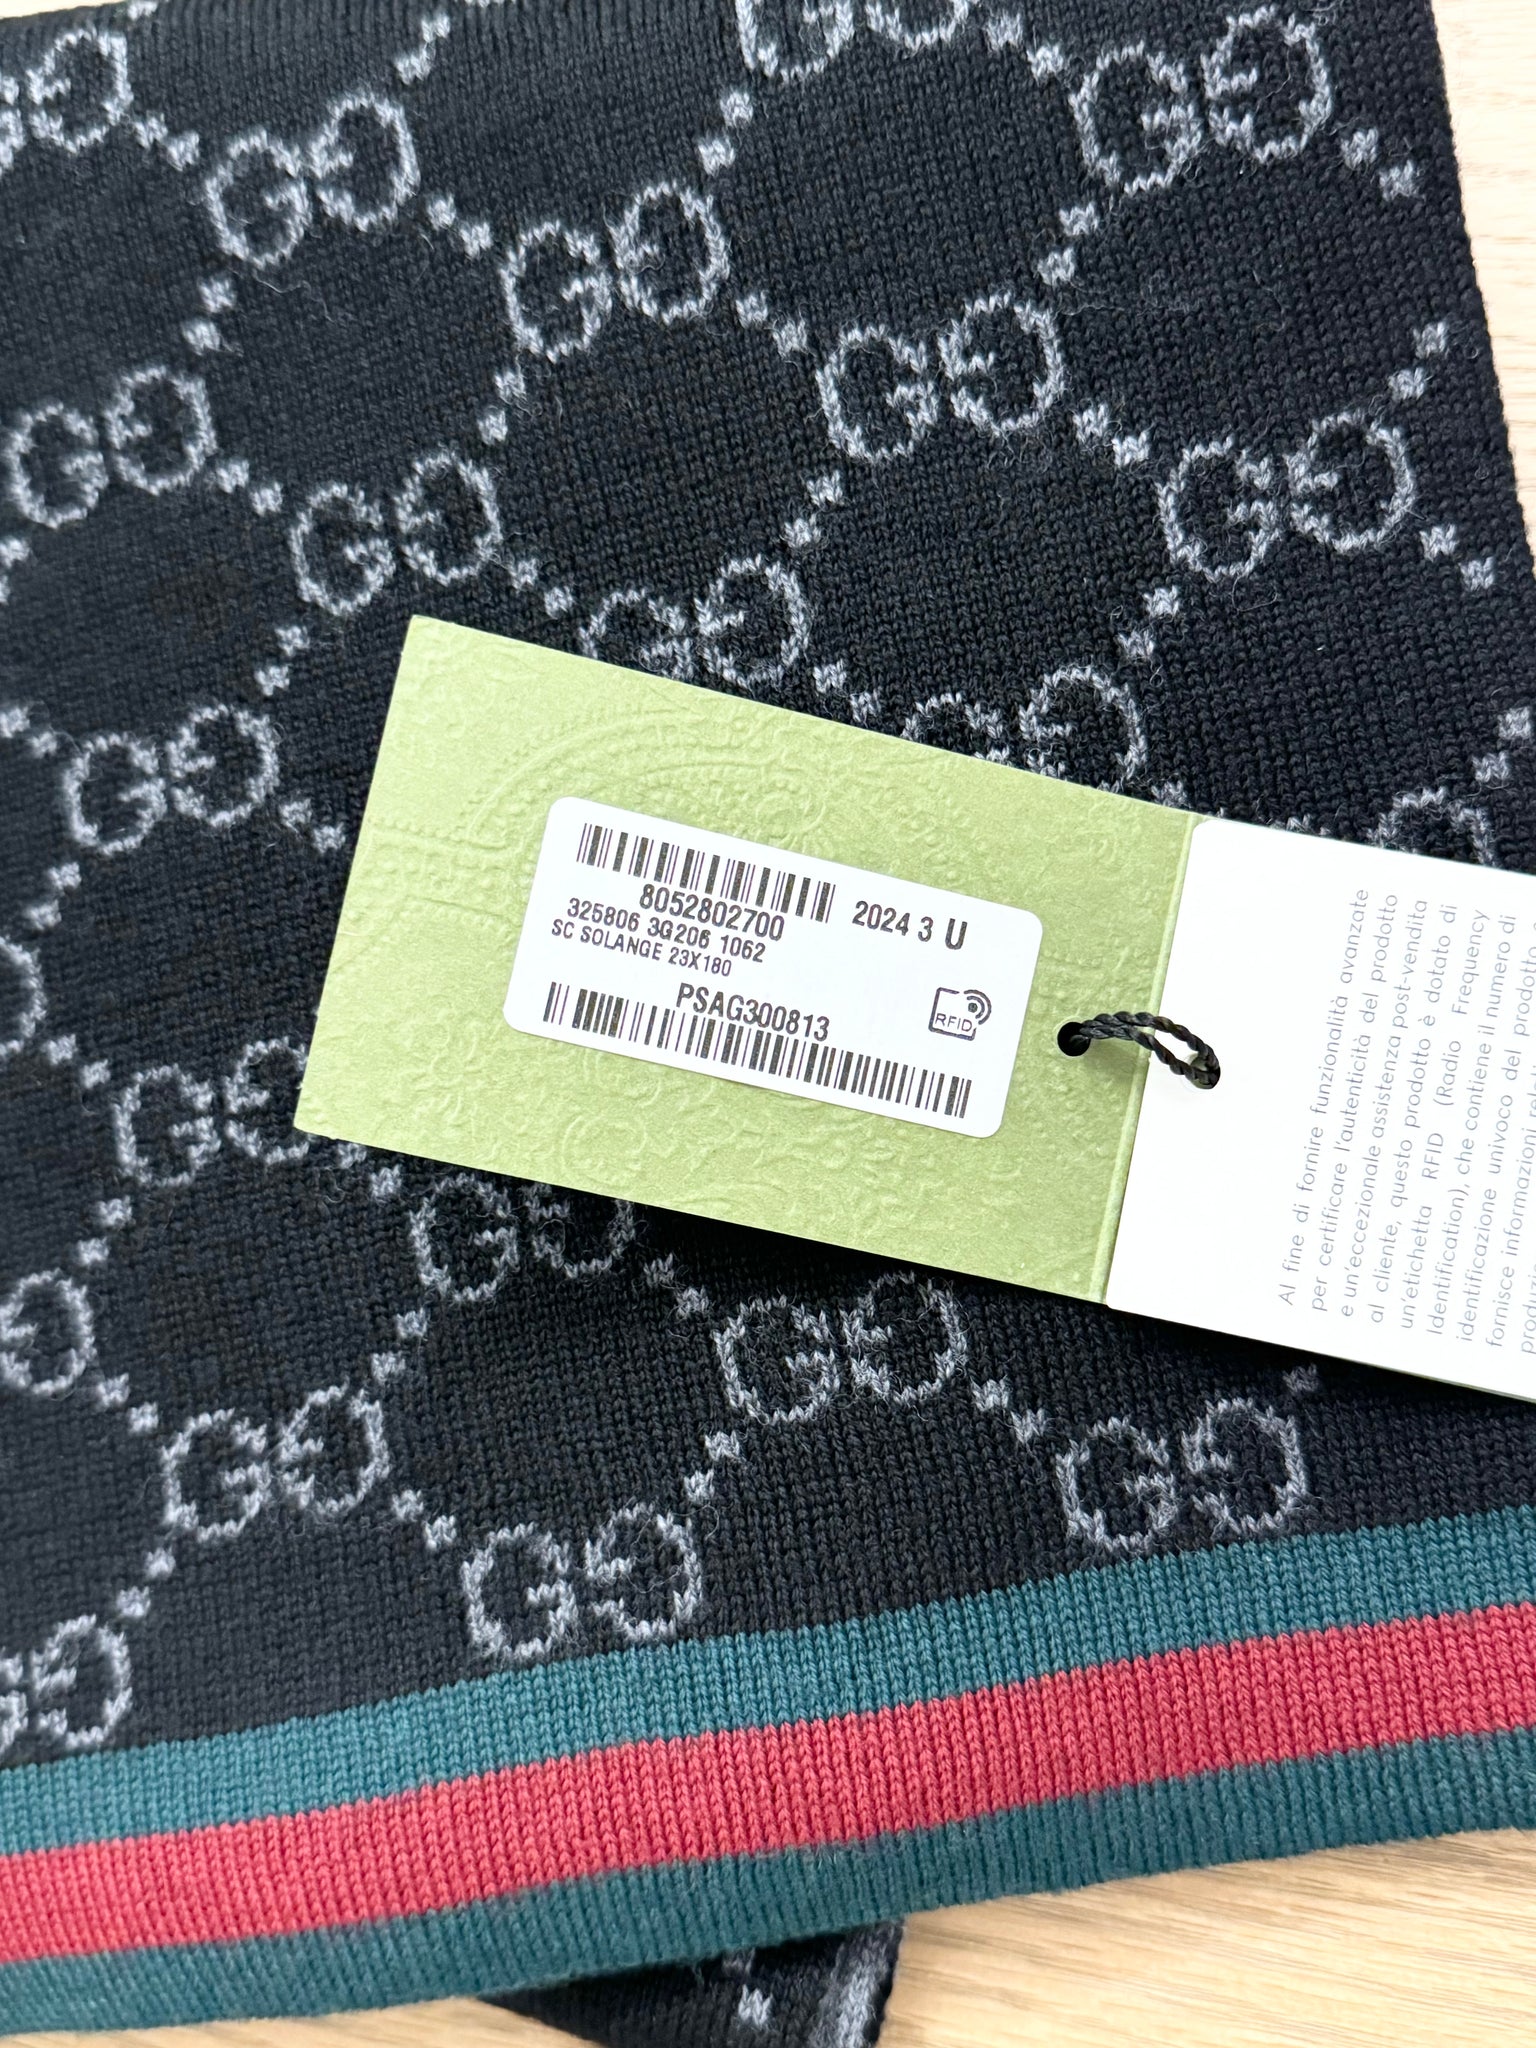 8052802700
2024 3 U
325806 3G206 1062
SC SOLANGE 23X180
PSAG300813
RFID
Al fine di fornire funzionalità avanzate
per certificare l'autenticità del prodotto
e un'eccezionale assistenza post-vendita
al cliente, questo prodotto è dotato di
un'etichetta RFID (Radio Frequency
Identification), che contiene il numero di
identificazione univoco del prodotto
fornisce informazioni